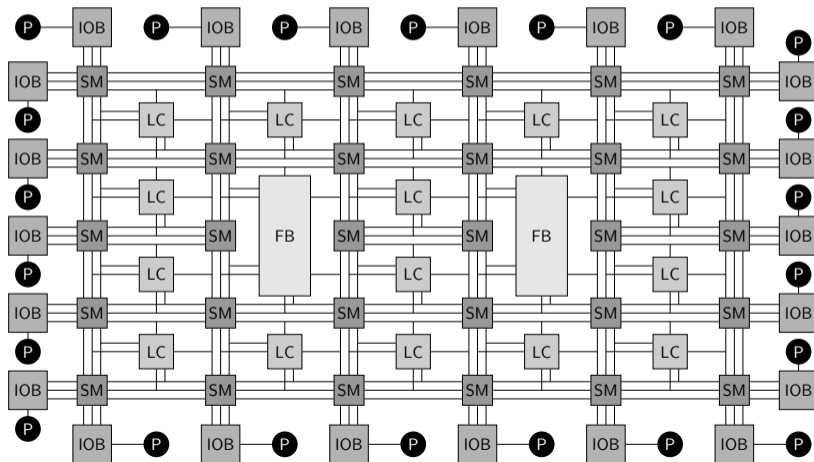 P IOB P IOB P IOB P IOB P IOB P IOB
P
IOB SM SM SM SM SM SM IOB
P LC LC LC LC LC P
IOB SM SM SM SM SM SM IOB
P LC LC LC P
IOB SM SM FB SM SM FB SM SM IOB
P LC LC LC P
IOB SM SM SM SM SM SM IOB
P LC LC LC LC LC P
IOB SM SM SM SM SM SM IOB
P
IOB P IOB P IOB P IOB P IOB P IOB P